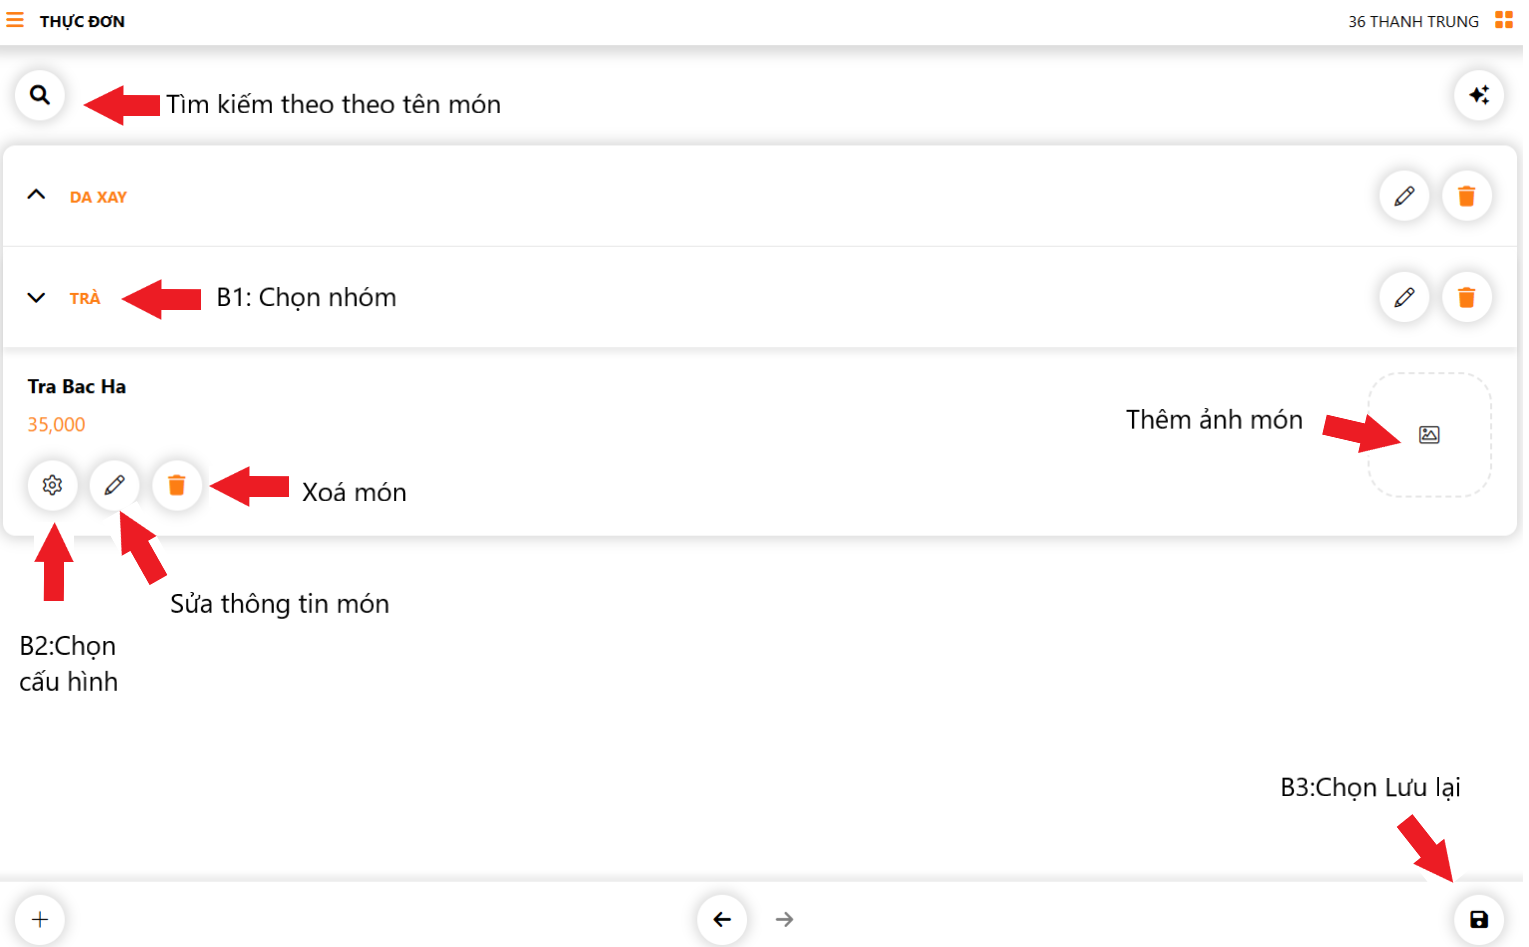 THỰC ĐƠN
36 THANH TRUNG
Tìm kiếm theo theo tên món
DA XAY
TRÀ
B1: Chọn nhóm
Tra Bac Ha
35,000
Thêm ảnh món
Xoá món
Sửa thông tin món
B2:Chọn
cấu hình
B3:Chọn Lưu lại